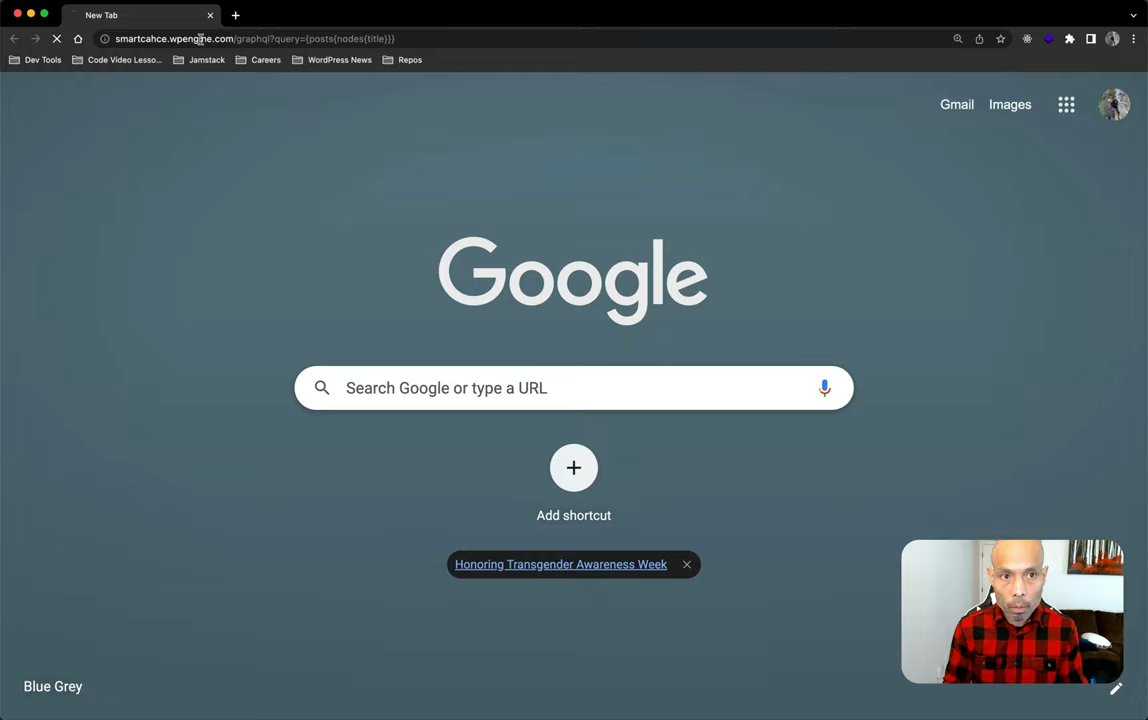 New Tab
smartcahce.wpengine.com/graphql?query={posts{nodes{title}}}
Dev Tools
Code Video Lesso...
Jamstack
Careers
WordPress News
Repos
Gmail
Images
Google
Search Google or type a URL
Add shortcut
Honoring Transgender Awareness Week
Blue Grey